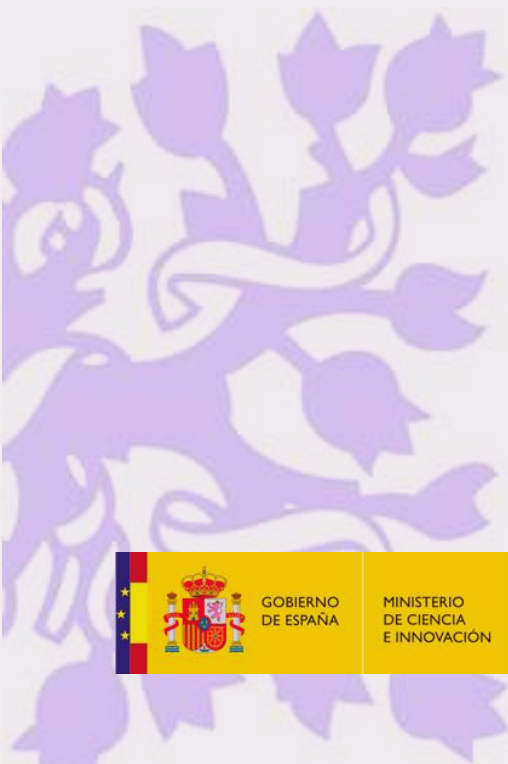 GOBIERNO
DE ESPAÑA
MINISTERIO
DE CIENCIA
E INNOVACIÓN